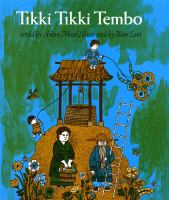 Tikki Tikki Tembo
retold by Arlene Mosel/illustrated by Blair Lent